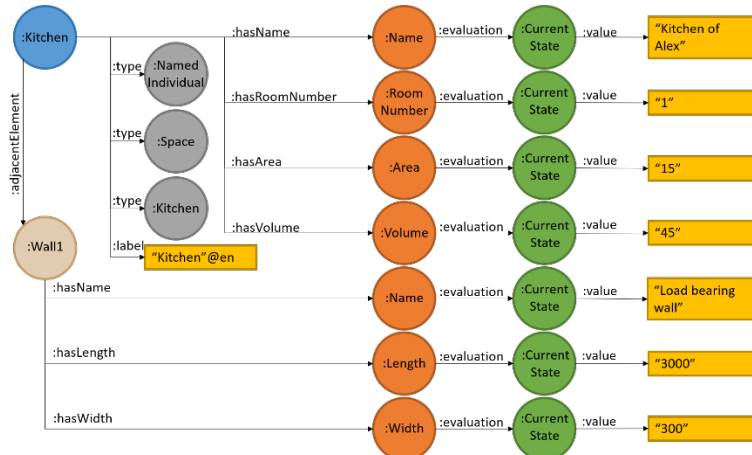 :Kitchen
:hasName
:Name
:evaluation
:Current
State
:value
"Kitchen of
Alex"
:type
:Named
Individual
:hasRoomNumber
:Room
Number
:evaluation
:Current
State
:value
"1"
:adjacentElement
:type
:Space
:hasArea
:Area
:evaluation
:Current
State
:value
"15"
:type
:Kitchen
:hasVolume
:Volume
:evaluation
:Current
State
:value
"45"
:Wall1
:label
"Kitchen"@en
:hasName
:Name
:evaluation
:Current
State
:value
"Load bearing
wall"
:hasLength
:Length
:evaluation
:Current
State
:value
"3000"
:hasWidth
:Width
:evaluation
:Current
State
:value
"300"